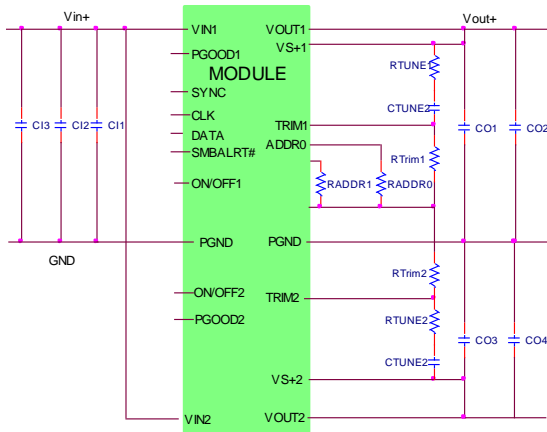 Vin+
VIN1
VOUT1
Vout+
VS+1
PGOOD1
RTUNE1
MODULE
SYNC
CTUNE2
CLK
CI3
CI2
CI1
TRIM1
CO1
CO2
DATA
ADDR0
SMBALRT#
RTrim1
ON/OFF1
RADDR1
RADDR0
PGND
PGND
GND
RTrim2
ON/OFF2
TRIM2
PGOOD2
RTUNE2
CO3
CO4
CTUNE2
VS+2
VIN2
VOUT2